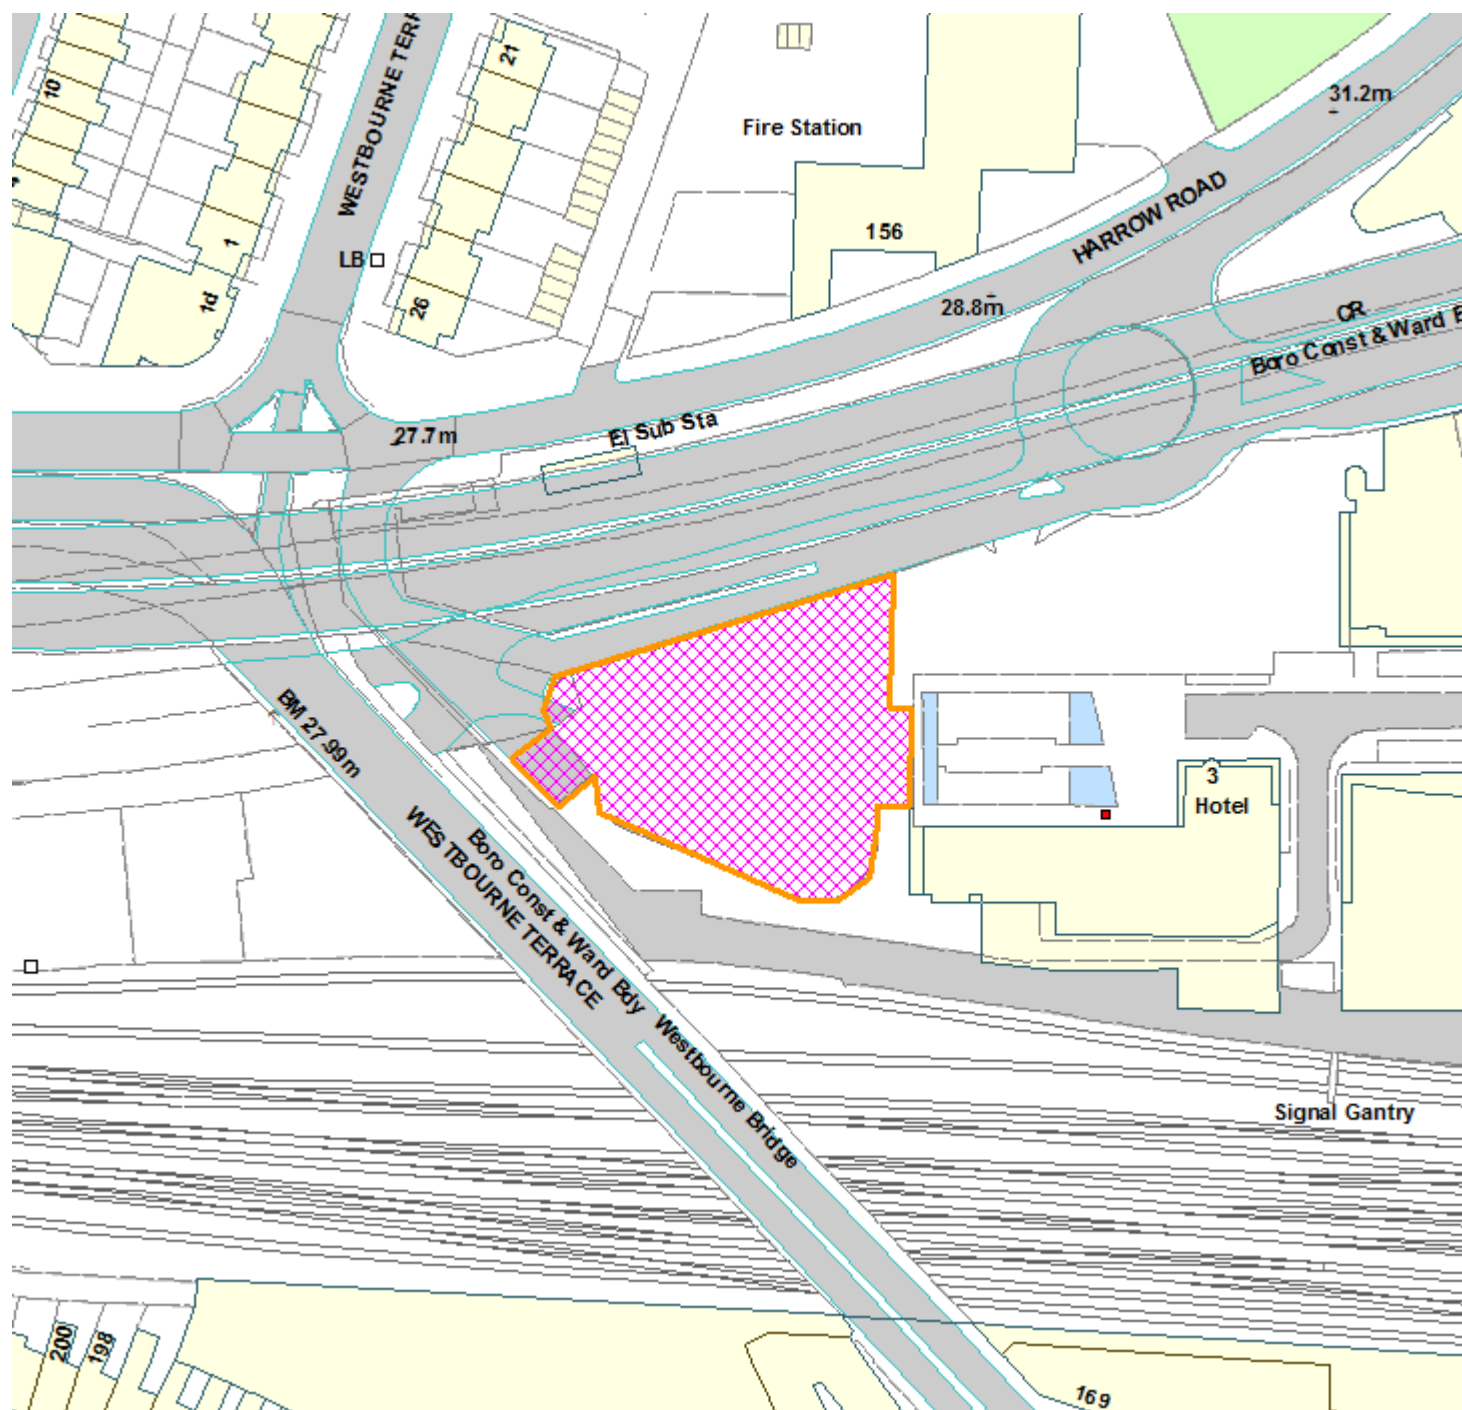 WESTBOURNE TERR
21
10
31.2m
Fire Station
HARROW ROAD
156
1
LB
1d
26
28.8m
CR
Boro Const & Ward B
El Sub Sta
27.7m
BM 27.99m
3
Hotel
Boro Const & Ward Bdy
WESTBOURNE TERRACE
Westbourne Bridge
Signal Gantry
200
198
169